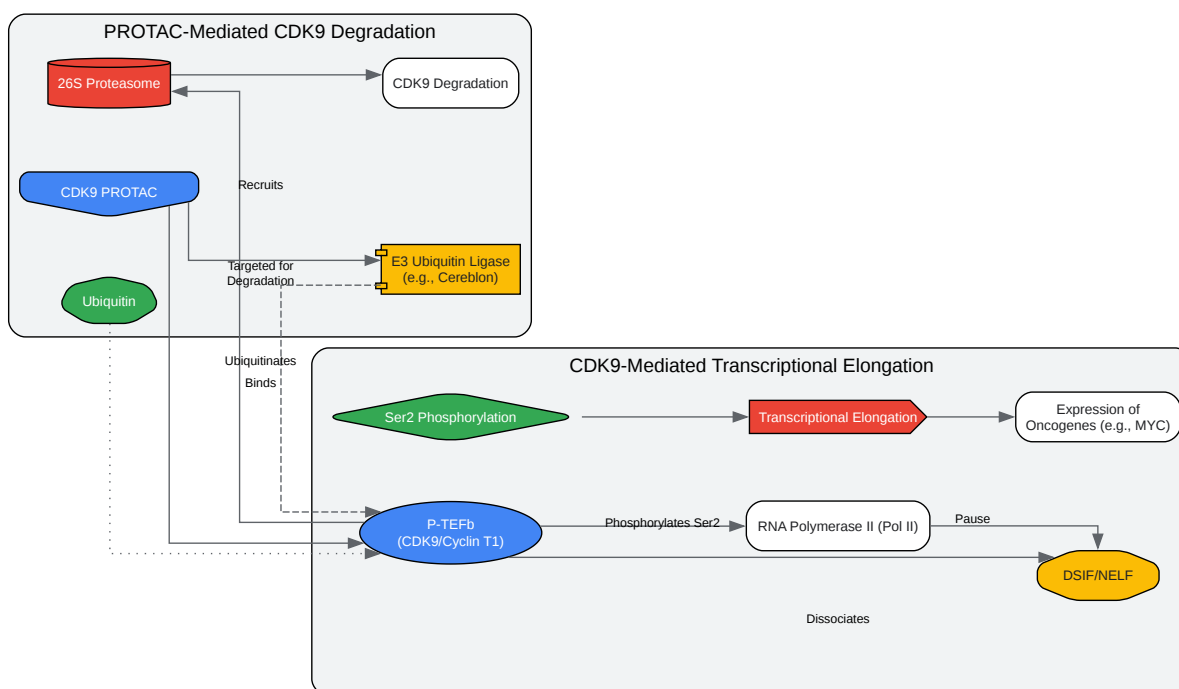 PROTAC-Mediated CDK9 Degradation
26S Proteasome
CDK9 Degradation
CDK9 PROTAC
Recruits
E3 Ubiquitin Ligase
(e.g., Cereblon)
Targeted for
Degradation
Ubiquitin
Ubiquitinates
Binds
CDK9-Mediated Transcriptional Elongation
Ser2 Phosphorylation
Transcriptional Elongation
Expression of
Oncogenes (e.g., MYC)
P-TEFb
(CDK9/Cyclin T1)
Phosphorylates Ser2
RNA Polymerase II (Pol II)
Pause
DSIF/NELF
Dissociates